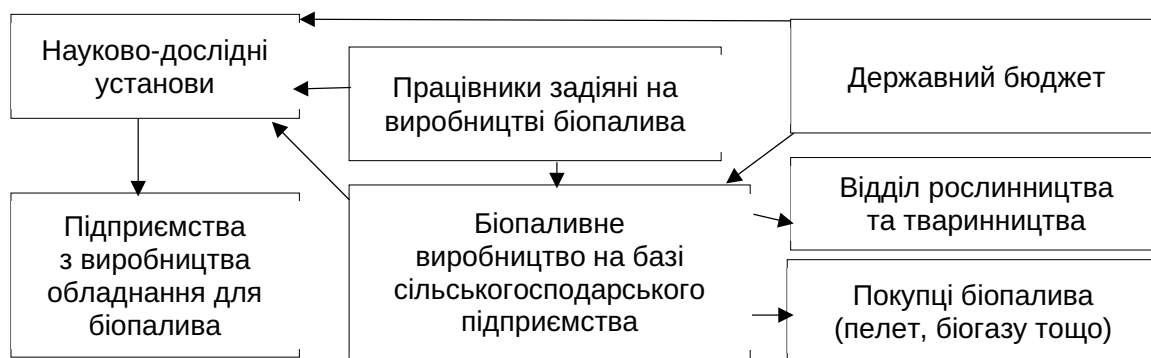 Науково-дослідні
установи
Працівники задіяні на
виробництві біопалива
Державний бюджет
Підприємства
з виробництва
обладнання для
біопалива
Біопаливне
виробництво на базі
сільськогосподарського
підприємства
Відділ рослинництва
та тваринництва
Покупці біопалива
(пелет, біогазу тощо)